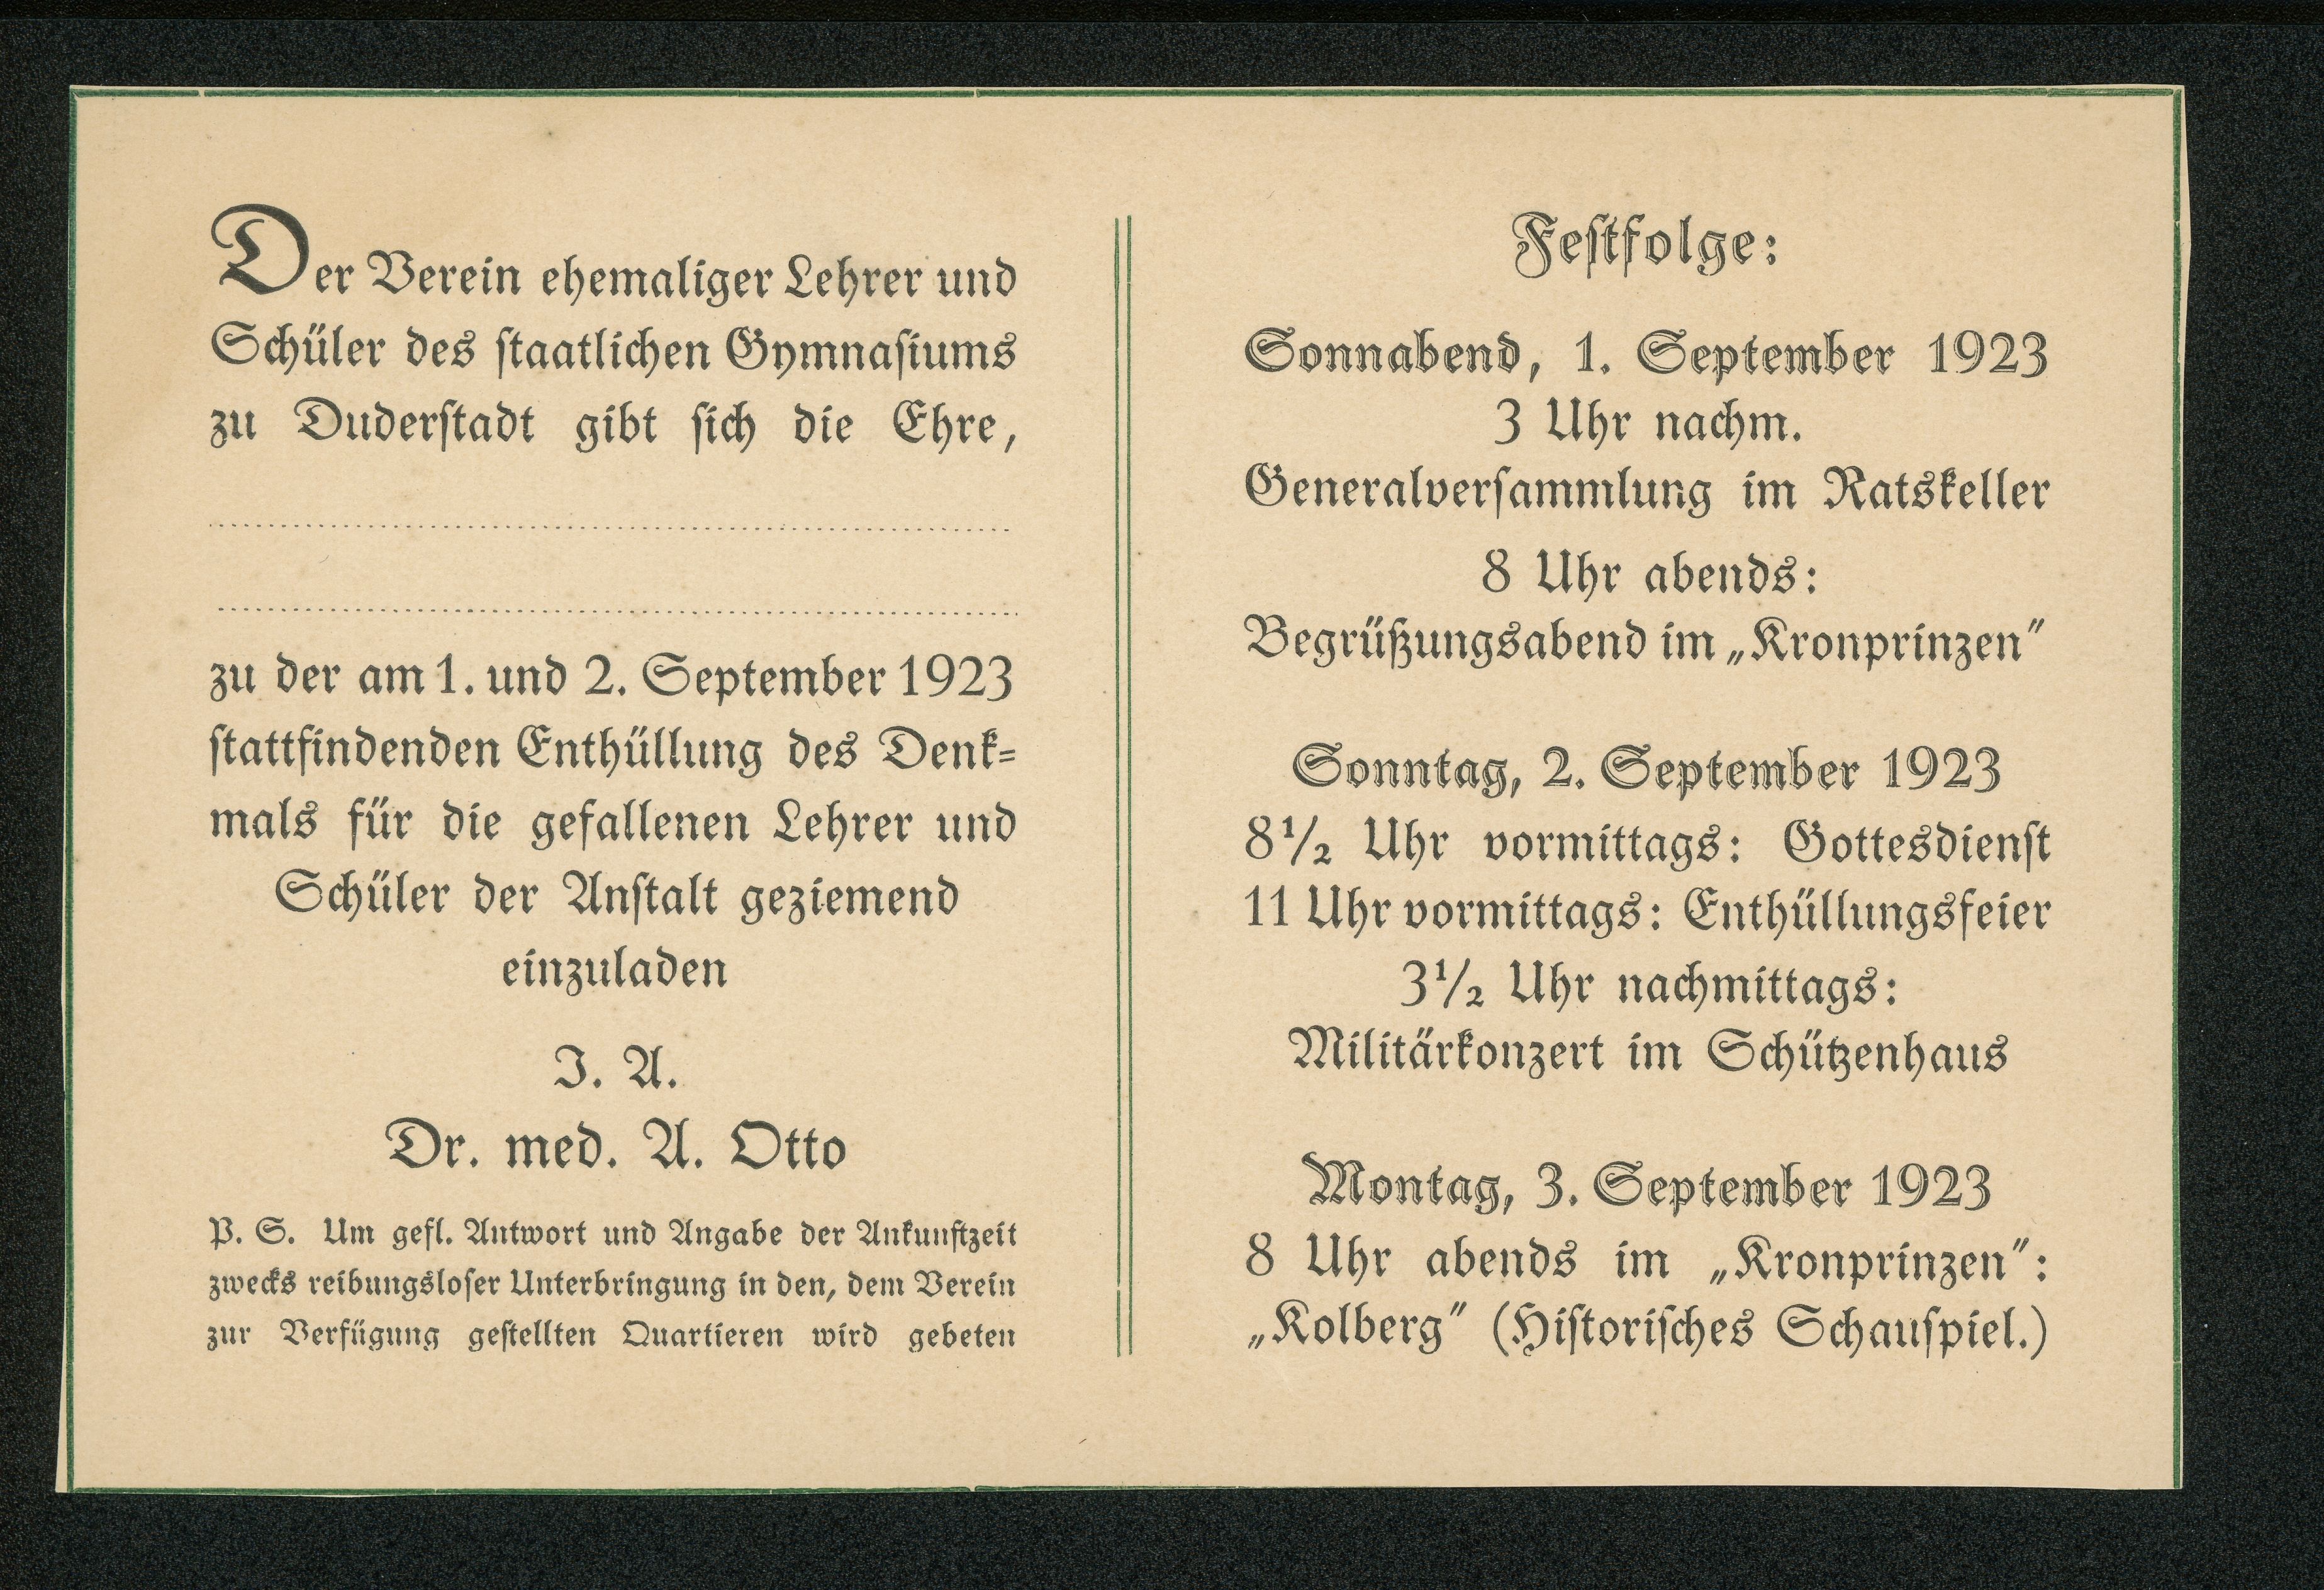 Der Verein ehemaliger Lehrer und
Schüler des staatlichen Gymnasiums
zu Duderstadt gibt sich die Ehre,
zu der am 1. und 2. September 1923
stattfindenden Enthüllung des Denk-
mals für die gefallenen Lehrer und
Schüler der Anstalt geziemend
einzuladen
I. A.
Dr. med. A. Otto
P. S. Um gefl. Antwort und Angabe der Ankunftzeit
zwecks reibungsloser Unterbringung in den, dem Verein
zur Verfügung gestellten Quartieren wird gebeten
Festfolge:
Sonnabend, 1. September 1923
3 Uhr nachm.
Generalversammlung im Ratskeller
8 Uhr abends:
Begrüßungsabend im „Kronprinzen"
Sonntag, 2. September 1923
8½ Uhr vormittags: Gottesdienst
11 Uhr vormittags: Enthüllungsfeier
3½ Uhr nachmittags:
Militärkonzert im Schützenhaus
Montag, 3. September 1923
8 Uhr abends im „Kronprinzen":
„Kolberg" (Historisches Schauspiel.)